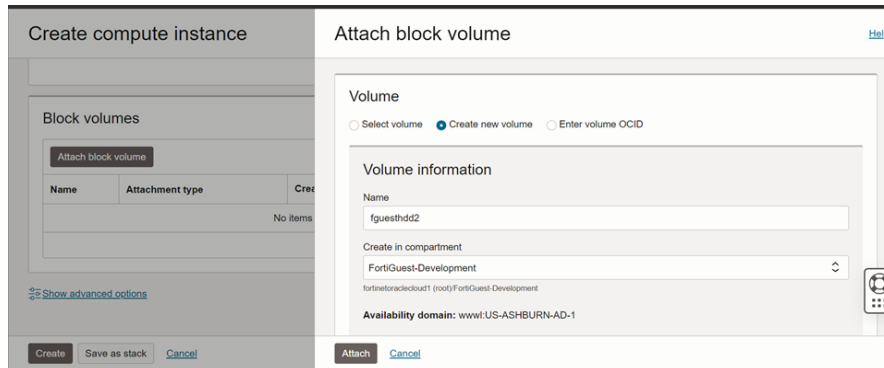 Create compute instance
Block volumes
Attach block volume
Name Attachment type
No items
Show advanced options
Create Save as stack Cancel
Attach block volume
Volume
Select volume Create new volume Enter volume OCID
Volume information
Name
fguesthdd2
Create in compartment
FortiGuest-Development
fortinetoraclecloud1 (root)/FortiGuest-Development
Availability domain: wwwl:US-ASHBURN-AD-1
Attach Cancel